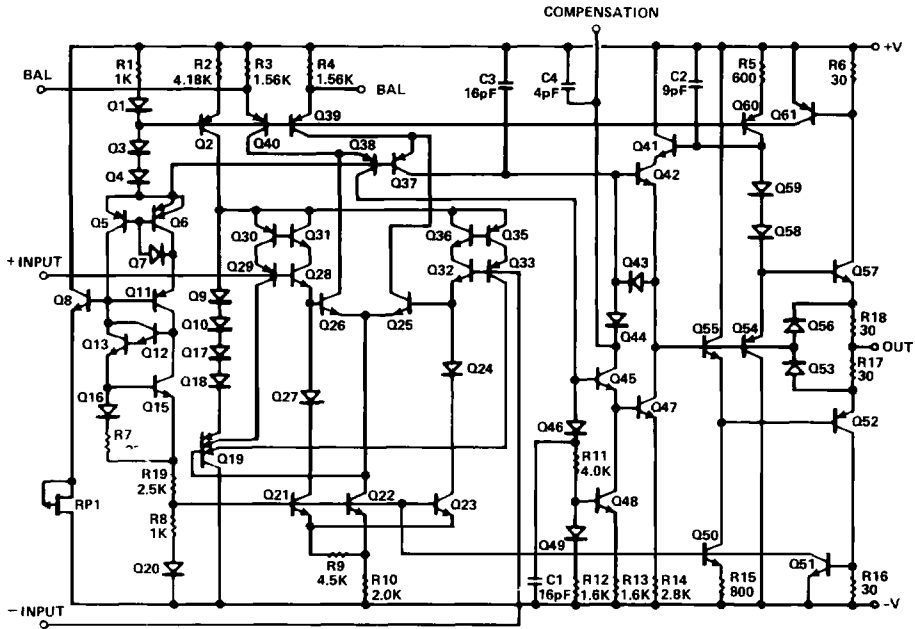 COMPENSATION
+V
R1
1K
R2
4.18K
R3
1.56K
R4
1.56K
C3
16pF
C4
4pF
C2
9pF
R5
600
R6
30
BAL
BAL
Q1
Q39
Q60
Q61
Q3
Q2
Q40
Q38
Q41
Q4
Q37
Q42
Q59
Q5
Q6
Q58
Q30
Q31
Q36
Q35
Q7
Q43
+INPUT
Q29
Q28
Q32
Q33
Q57
Q8
Q11
Q9
Q26
Q25
Q44
Q55
Q54
Q56
R18
30
OUT
Q13
Q12
Q10
Q17
Q24
Q53
R17
30
Q16
Q15
Q18
Q27
Q45
Q47
Q52
Q46
R7
Q19
R11
4.0K
R19
2.5K
RP1
Q21
Q22
Q23
Q48
R8
1K
Q50
Q49
Q51
Q20
R9
4.5K
R10
2.0K
C1
16pF
R12
1.6K
R13
1.6K
R14
2.8K
R15
800
R16
30
-V
-INPUT